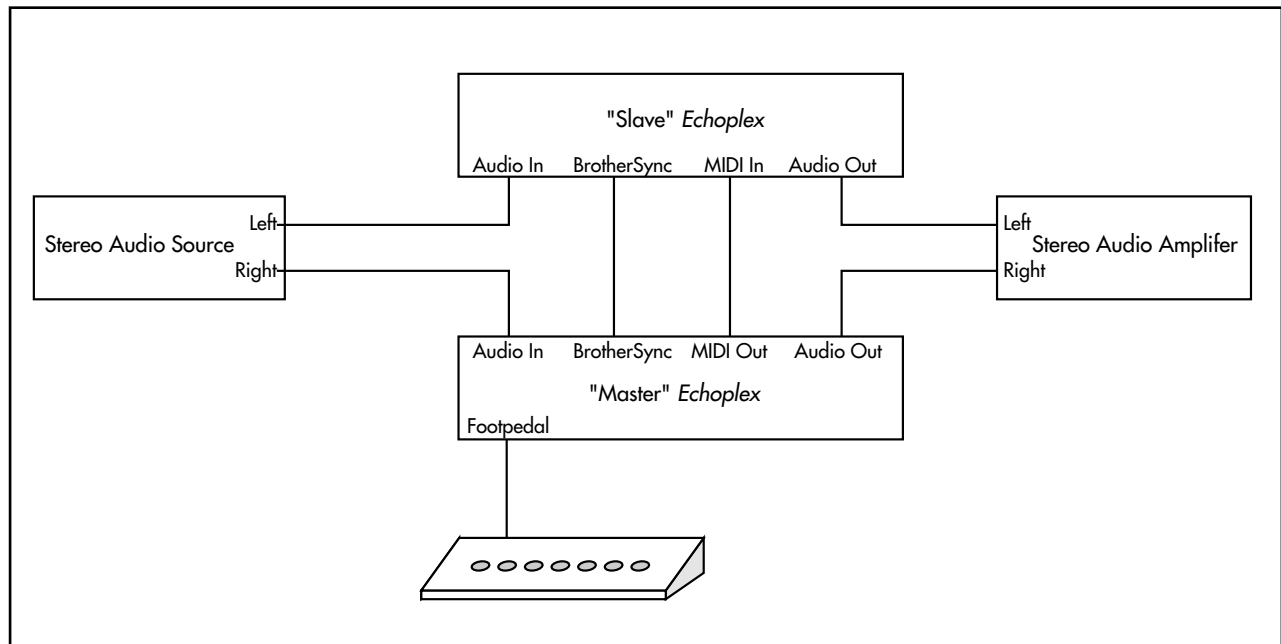 "Slave" Echoplex
Audio In BrotherSync MIDI In Audio Out
Left
Stereo Audio Source
Right
Left
Stereo Audio Amplifer
Right
Audio In BrotherSync MIDI Out Audio Out
"Master" Echoplex
Footpedal